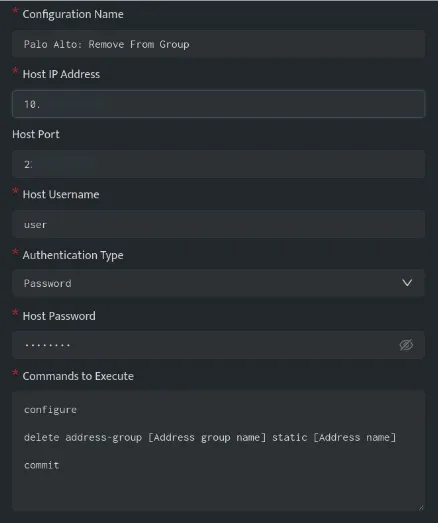 * Configuration Name
Palo Alto: Remove From Group
* Host IP Address
10.
Host Port
2
* Host Username
user
* Authentication Type
Password
* Host Password
••••••••
* Commands to Execute
configure
delete address-group [Address group name] static [Address name]
commit